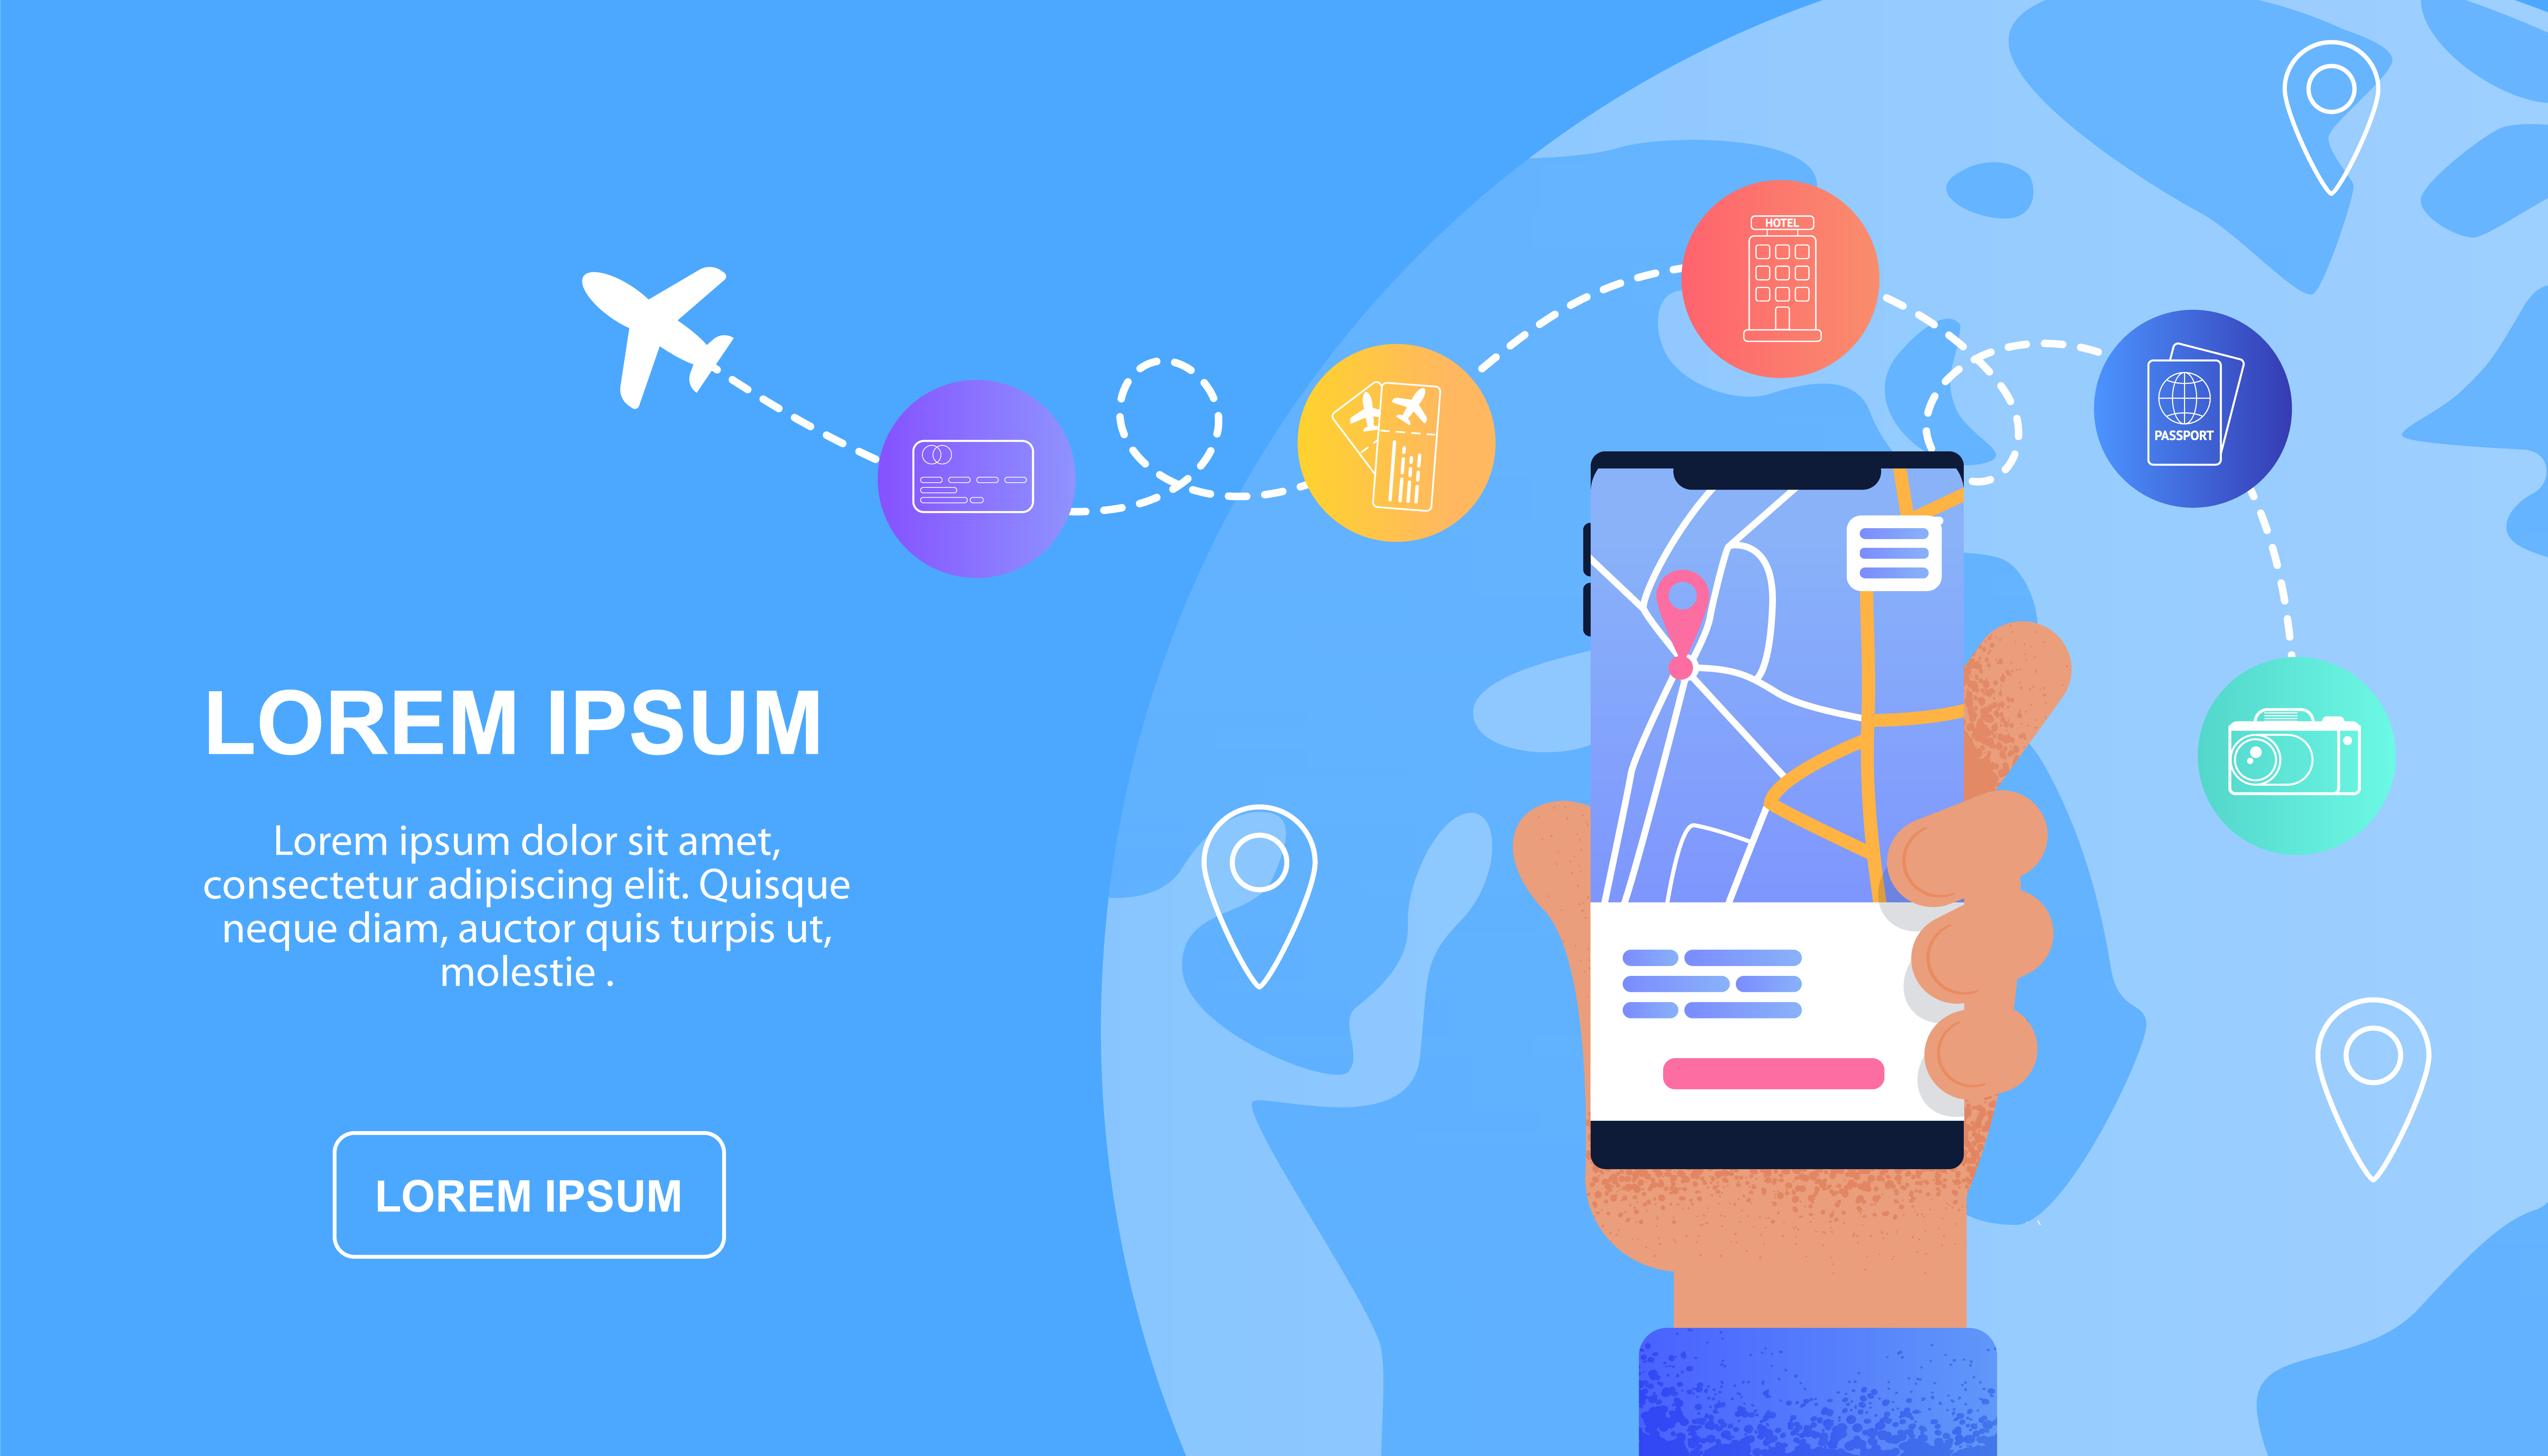 HOTEL
PASSPORT
LOREM IPSUM
Lorem ipsum dolor sit amet,
consectetur adipiscing elit. Quisque
neque diam, auctor quis turpis ut,
molestie .
LOREM IPSUM